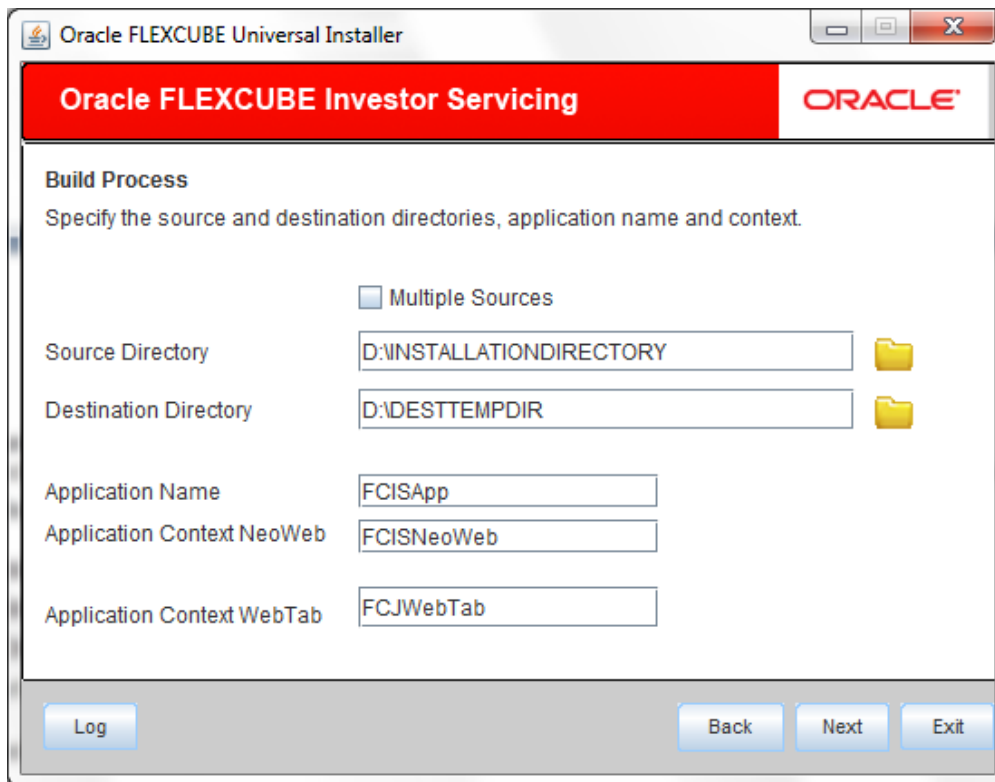 Oracle FLEXCUBE Universal Installer
Oracle FLEXCUBE Investor Servicing
ORACLE
Build Process
Specify the source and destination directories, application name and context.
Multiple Sources
Source Directory D:\INSTALLATIONDIRECTORY
Destination Directory D:\DESTTEMPDIR
Application Name FCISApp
Application Context NeoWeb FCISNeoWeb
Application Context WebTab FCJWebTab
Log Back Next Exit